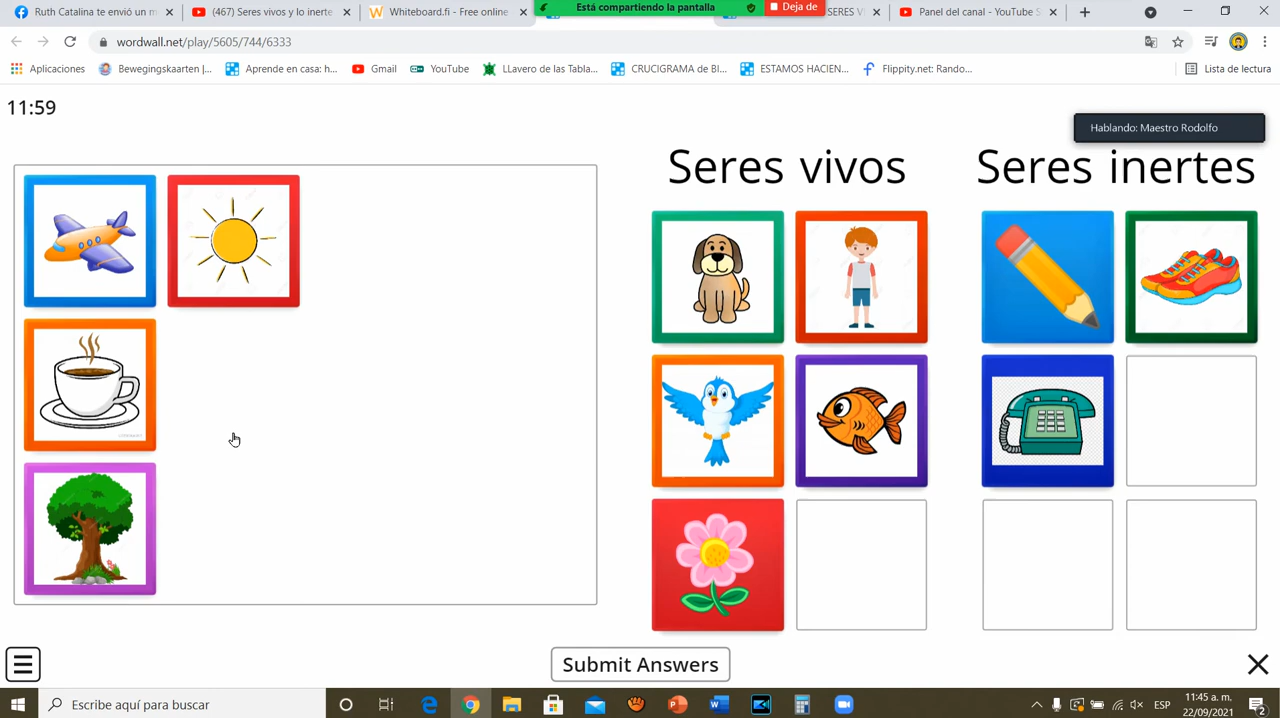 Ruth Catalina te envió un m
(467) Seres vivos y lo inerte
Whiteboard.fi - Free online
Está compartiendo la pantalla
Deja de
SERES V
Panel del canal - YouTube S
wordwall.net/play/5605/744/6333
Aplicaciones
Bewegingskaarten |...
Aprende en casa: h...
Gmail
YouTube
LLavero de las Tabla...
CRUCIGRAMA de BI...
ESTAMOS HACIEN...
Flippity.net: Rando...
Lista de lectura
11:59
Hablando: Maestro Rodolfo
Seres vivos
Seres inertes
Submit Answers
Escribe aquí para buscar
ESP
11:45 a. m.
22/09/2021
2